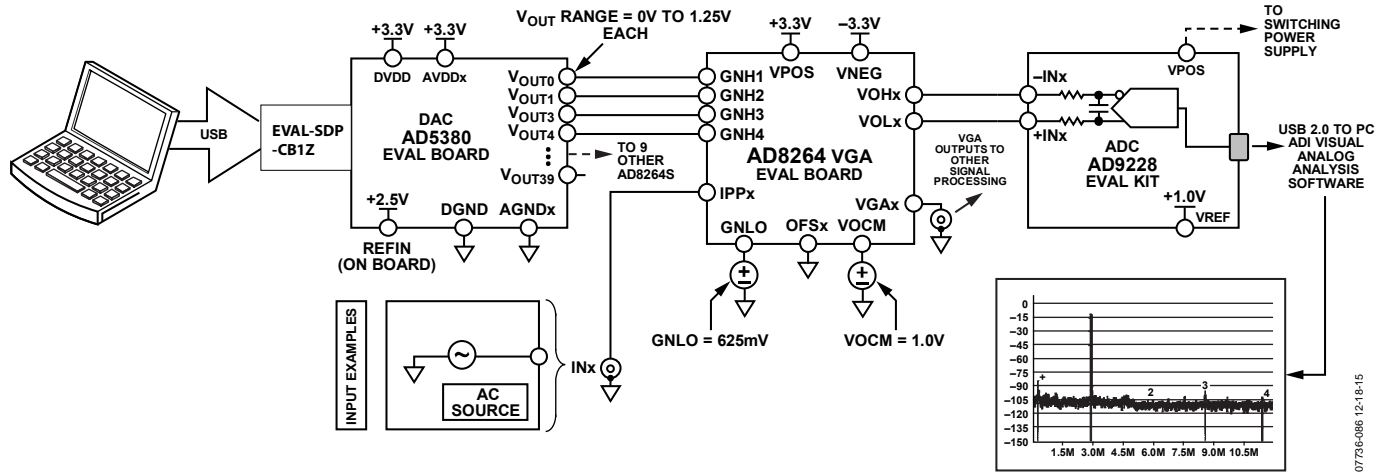 USB
EVAL-SDP
-CB1Z
+3.3V
+3.3V
DVDD
AVDDx
DAC
AD5380
EVAL BOARD
+2.5V
REFIN
(ON BOARD)
DGND
AGNDx
VOUT RANGE = 0V TO 1.25V
EACH
VOUT0
VOUT1
VOUT3
VOUT4
VOUT39
TO 9
OTHER
AD8264S
+3.3V
–3.3V
VPOS
VNEG
GNH1
GNH2
GNH3
GNH4
IPPx
AD8264 VGA
EVAL BOARD
VOHx
VOLx
VGAx
GNLO
OFSx
VOCM
+
–
+
–
GNLO = 625mV
VOCM = 1.0V
VGA
OUTPUTS TO
OTHER
SIGNAL
PROCESSING
TO
SWITCHING
POWER
SUPPLY
VPOS
–INx
+INx
ADC
AD9228
EVAL KIT
+1.0V
VREF
USB 2.0 TO PC
ADI VISUAL
ANALOG
ANALYSIS
SOFTWARE
INPUT EXAMPLES
~
AC
SOURCE
INx
0
–15
–30
–45
–60
–75
–90
–105
–120
–135
–150
+
2
3
4
1.5M 3.0M 4.5M 6.0M 7.5M 9.0M 10.5M
07736-086 12-18-15